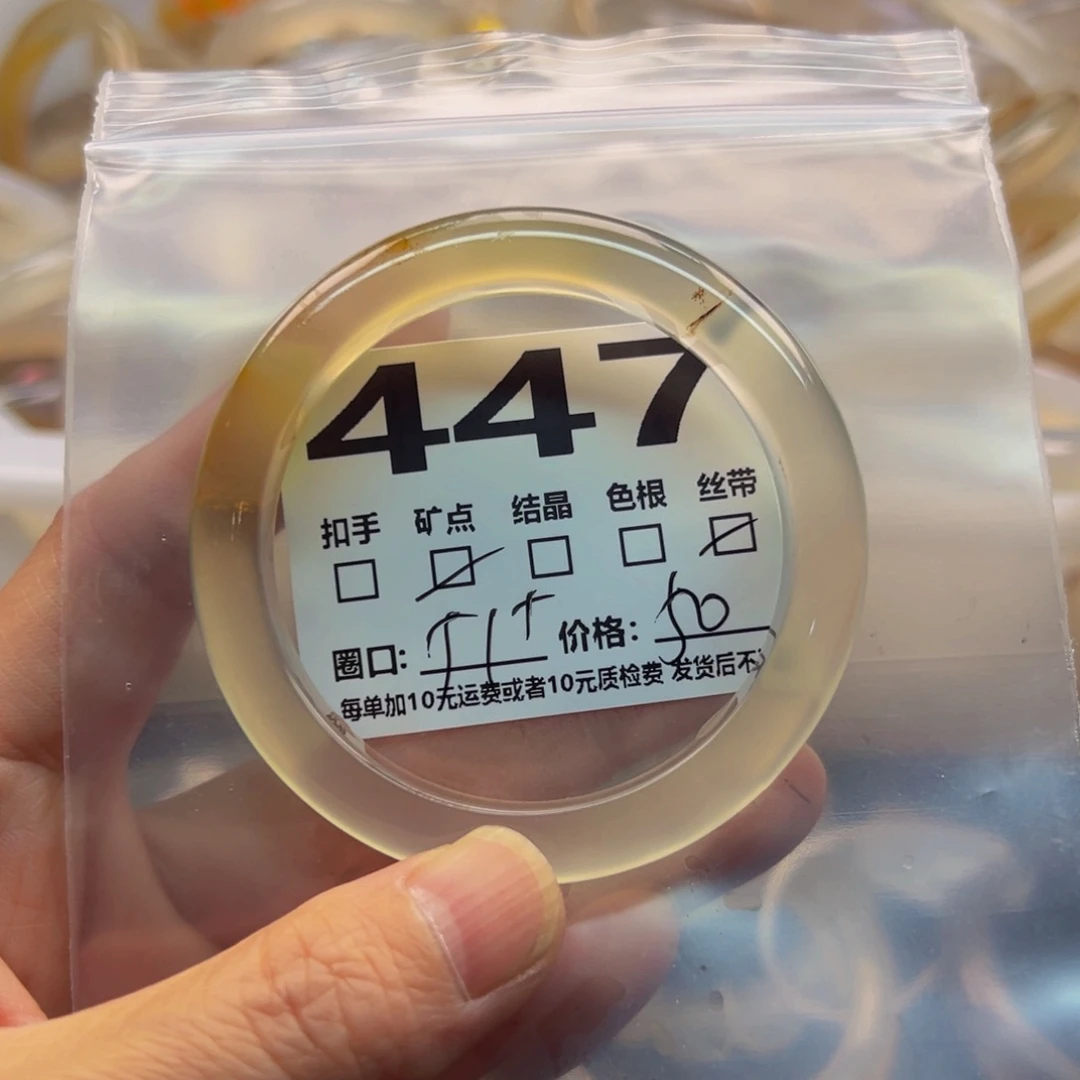 447
扣手 矿点 结晶 色根 丝带
圈口: 价格: 50
每单加10元运费或者10元质检费 发货后不